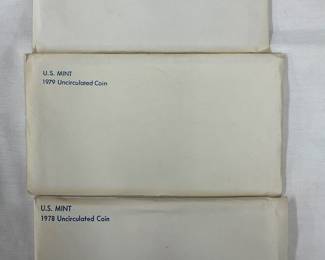 U.S. MINT
1979 Uncirculated Coin
U.S. MINT
1978 Uncirculated Coin